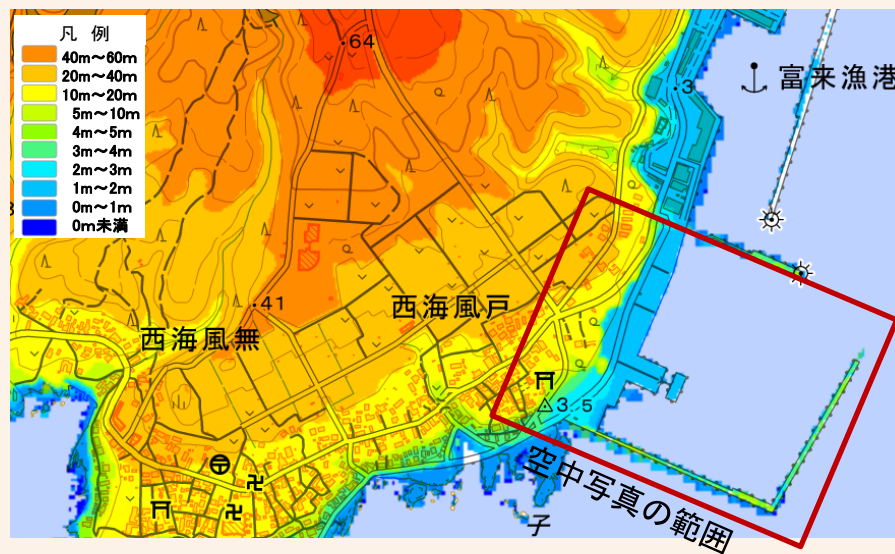 凡 例
40m～60m
20m～40m
10m～20m
5m～10m
4m～5m
3m～4m
2m～3m
1m～2m
0m～1m
0m未満
64
3
富来漁港
41
西海風戸
西海風無
3.5
空中写真の範囲
子